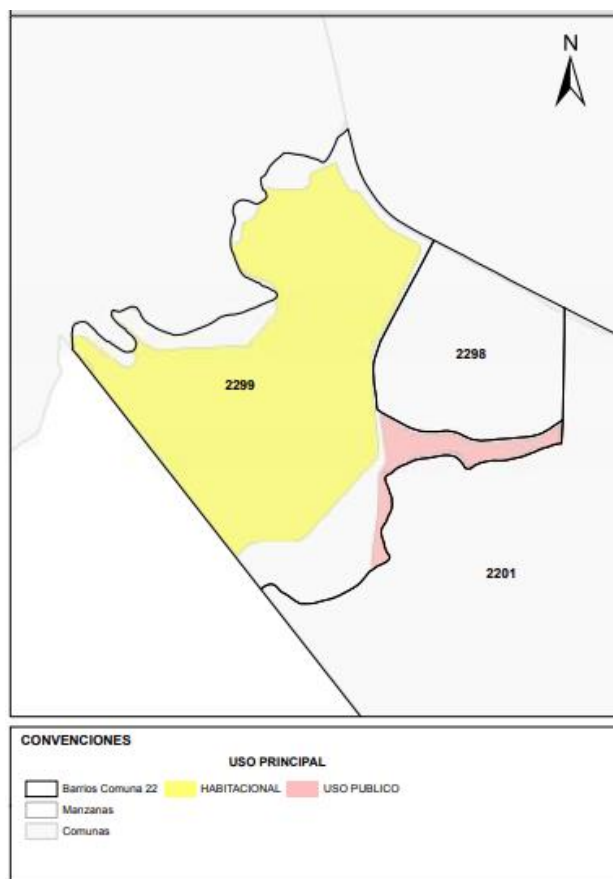 N
2298
2299
2201
CONVENCIONES
USO PRINCIPAL
Barrios Comuna 22 HABITACIONAL USO PUBLICO
Manzanas
Comunas